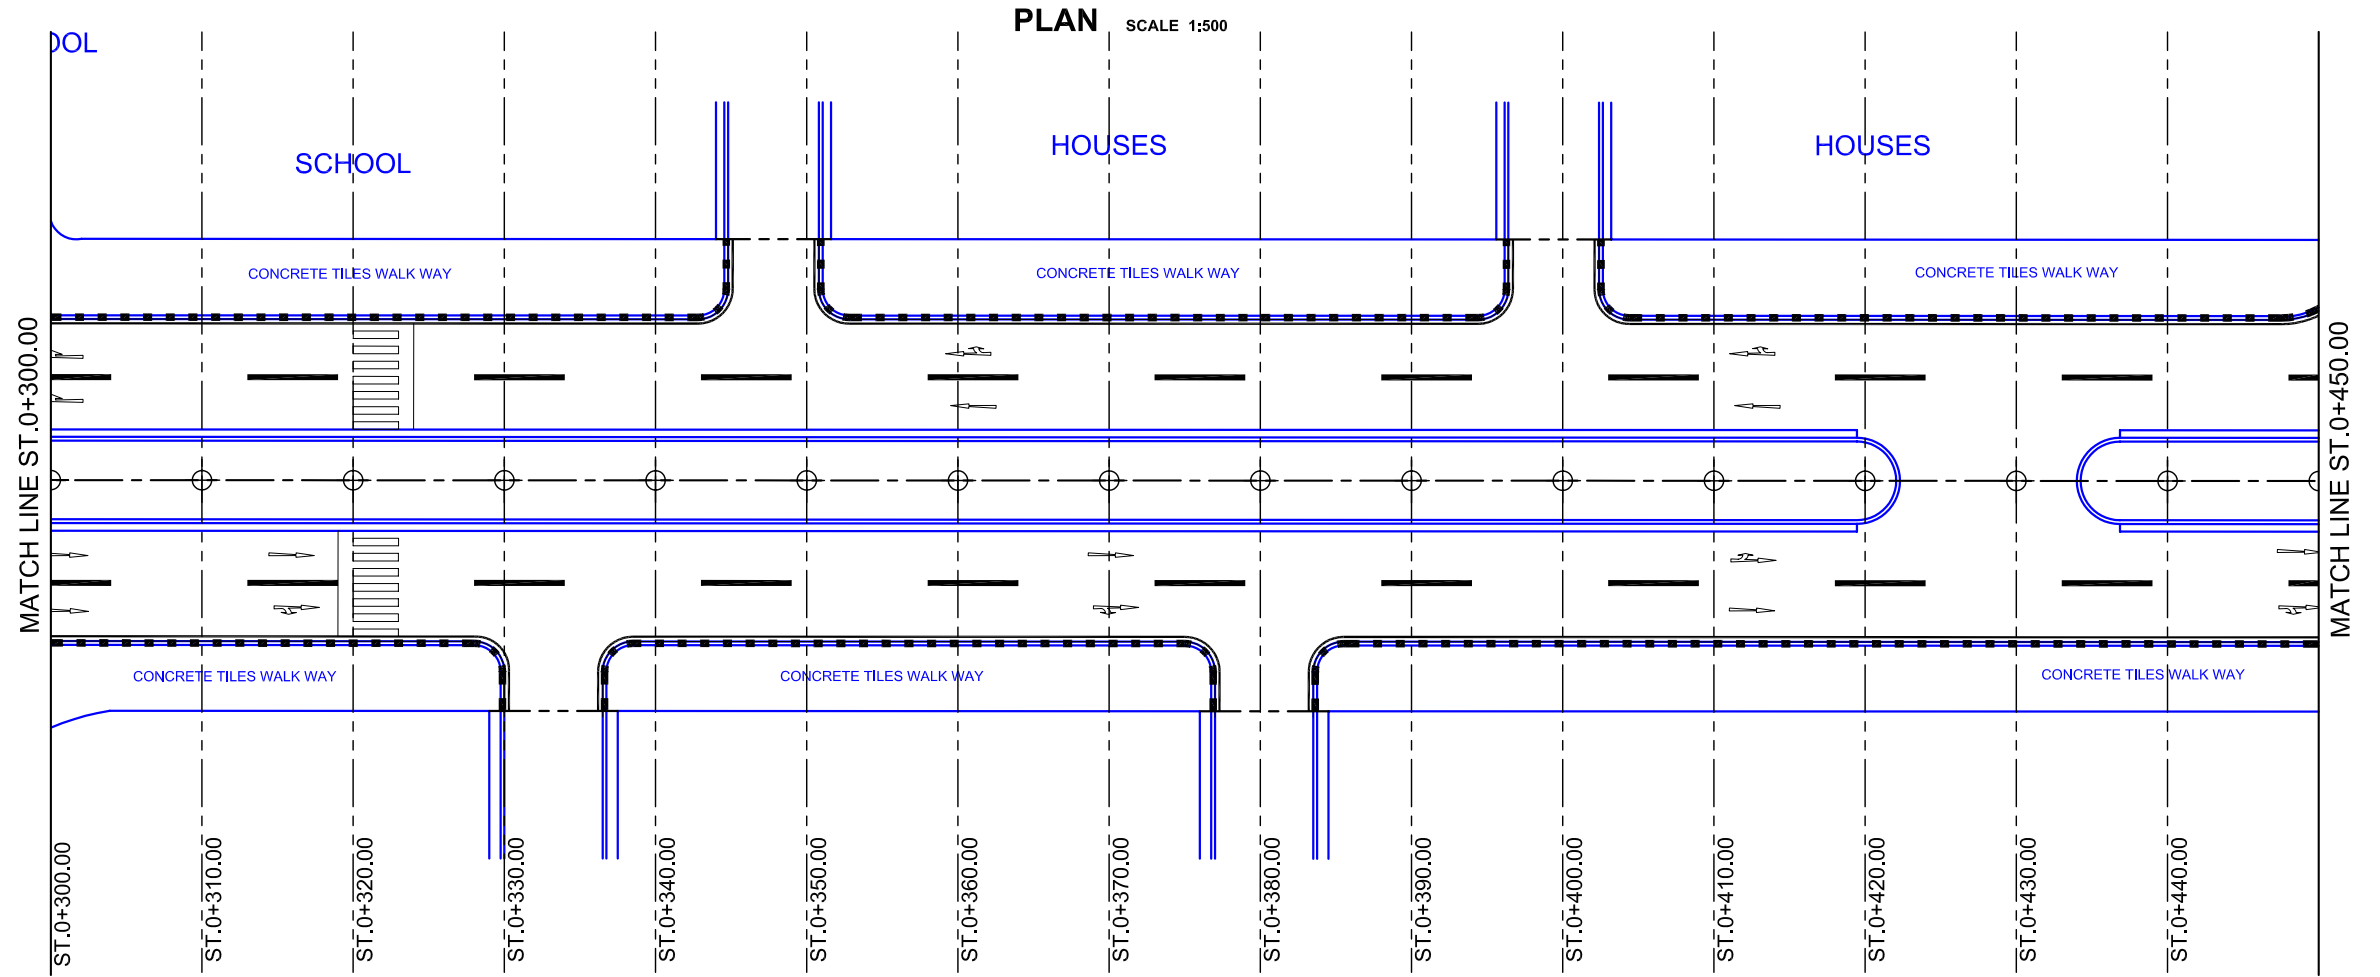 PLAN SCALE 1:500
OOL
SCHOOL
HOUSES
HOUSES
CONCRETE TILES WALK WAY
CONCRETE TILES WALK WAY
CONCRETE TILES WALK WAY
MATCH LINE ST.0+300.00
MATCH LINE ST.0+450.00
CONCRETE TILES WALK WAY
CONCRETE TILES WALK WAY
CONCRETE TILES WALK WAY
ST.0+300.00
ST.0+310.00
ST.0+320.00
ST.0+330.00
ST.0+340.00
ST.0+350.00
ST.0+360.00
ST.0+370.00
ST.0+380.00
ST.0+390.00
ST.0+400.00
ST.0+410.00
ST.0+420.00
ST.0+430.00
ST.0+440.00